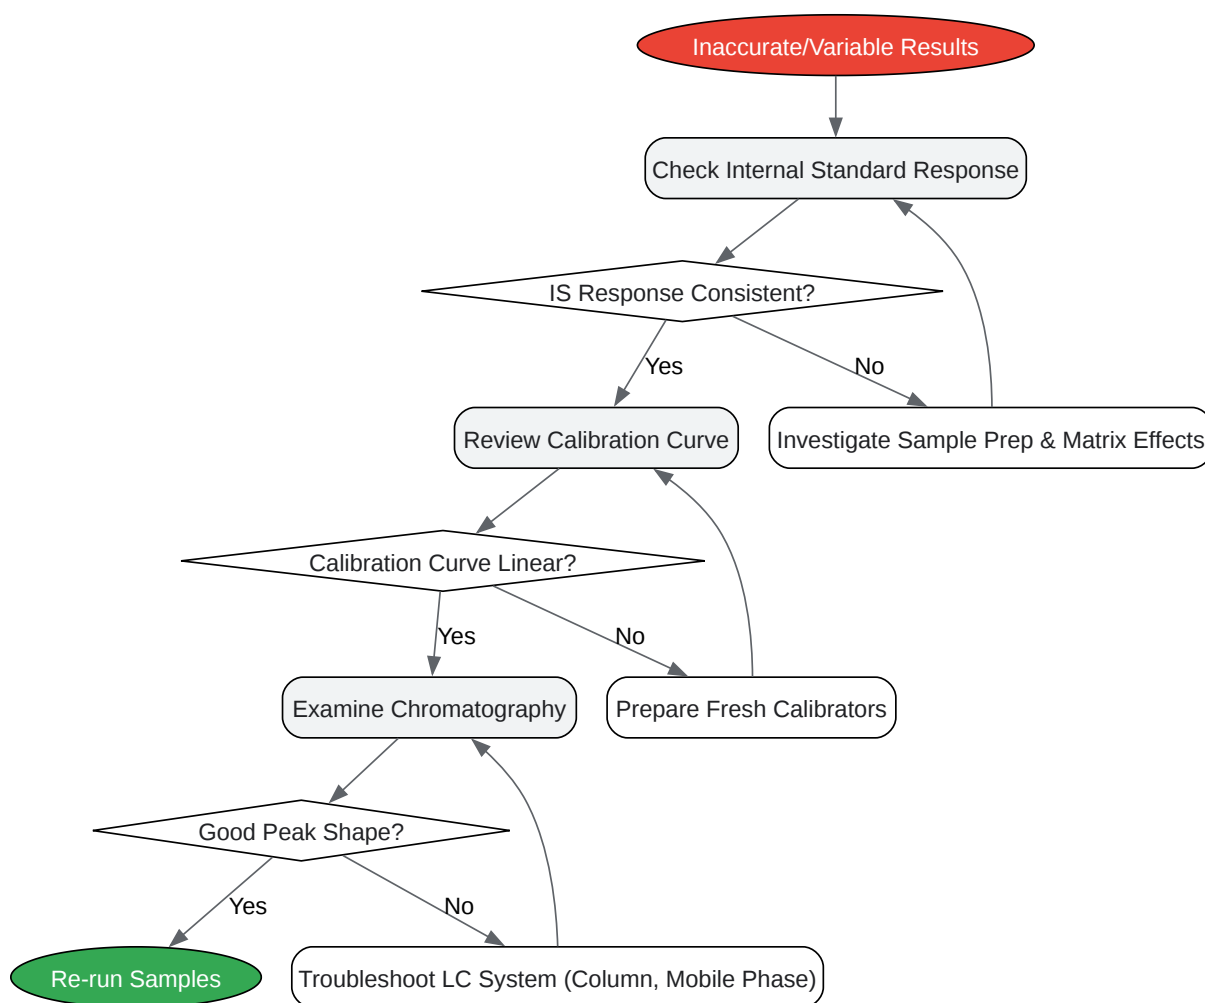 Inaccurate/Variable Results
Check Internal Standard Response
IS Response Consistent?
Yes
No
Review Calibration Curve
Investigate Sample Prep & Matrix Effects
Calibration Curve Linear?
Yes
No
Examine Chromatography
Prepare Fresh Calibrators
Good Peak Shape?
Yes
No
Re-run Samples
Troubleshoot LC System (Column, Mobile Phase)